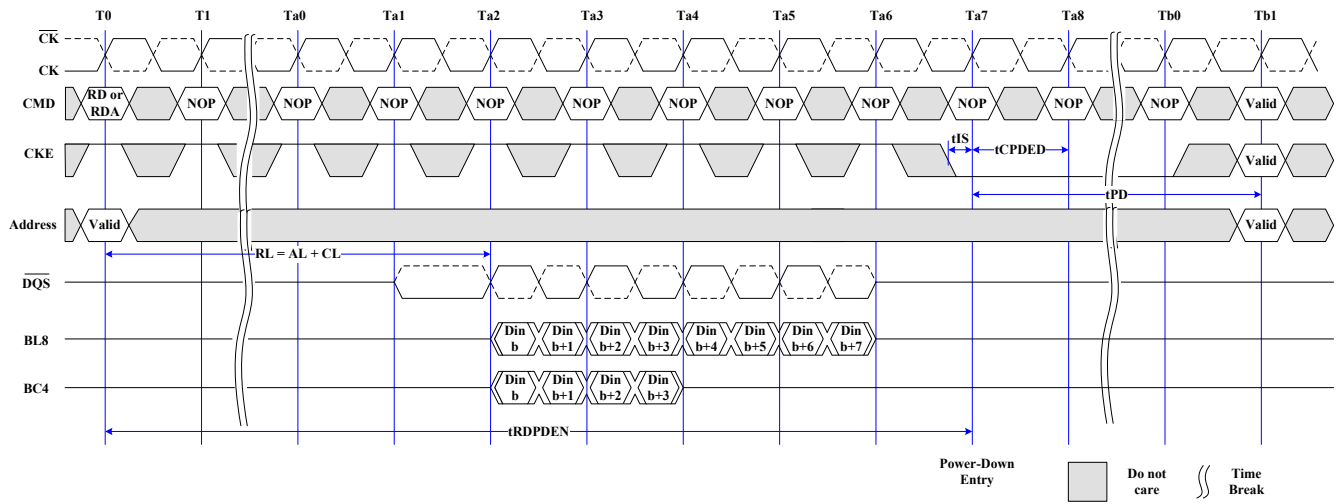 T0 T1 Ta0 Ta1 Ta2 Ta3 Ta4 Ta5 Ta6 Ta7 Ta8 Tb0 Tb1
CK
CK
CMD RD or RDA NOP NOP NOP NOP NOP NOP NOP NOP NOP NOP NOP Valid
tIS
CKE tCPDED Valid
tPD
Address Valid Valid
RL = AL + CL
DQS
BL8 Din b Din b+1 Din b+2 Din b+3 Din b+4 Din b+5 Din b+6 Din b+7
BC4 Din b Din b+1 Din b+2 Din b+3
tRDPDEN
Power-Down Entry
Do not care
Time Break